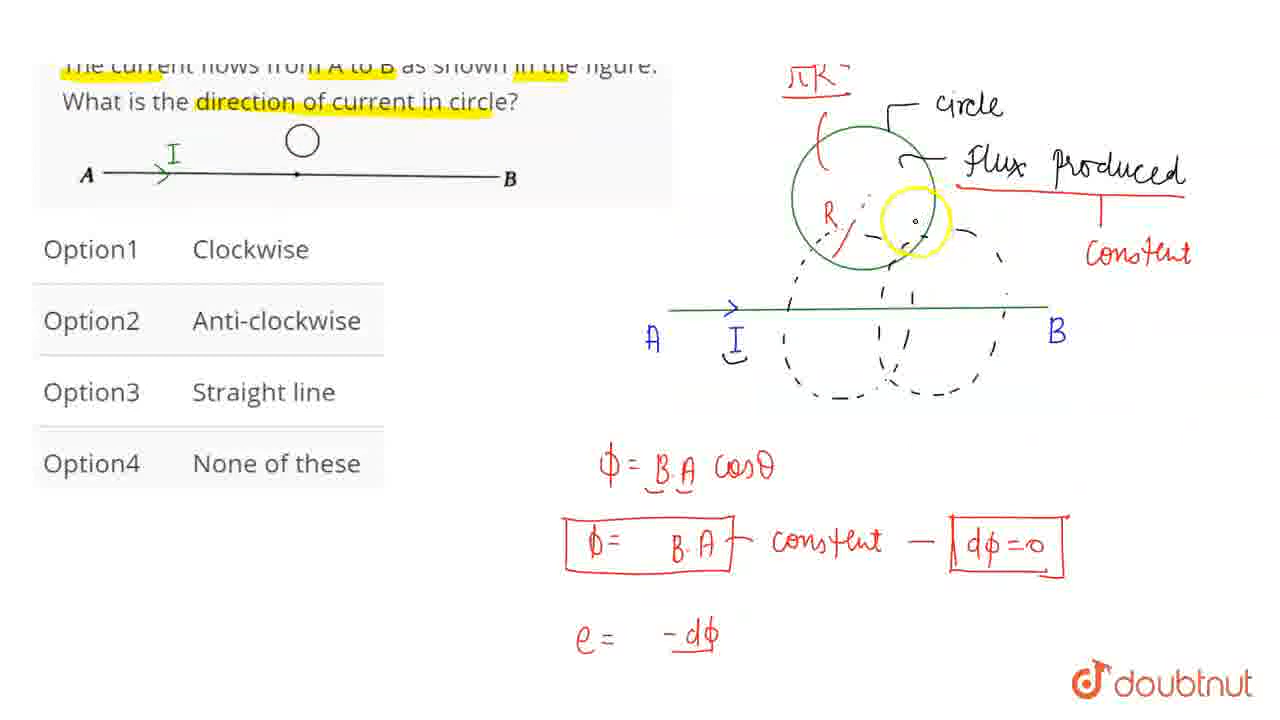 The current flows from A to B as shown in the figure.
What is the direction of current in circle?
I
A
B
Option1 Clockwise
Option2 Anti-clockwise
Option3 Straight line
Option4 None of these
πR²
circle
Flux produced
constent
R
A
I
B
ϕ = B.A cosθ
ϕ = B.A — constent — dϕ=0
e = -dϕ
doubtnut